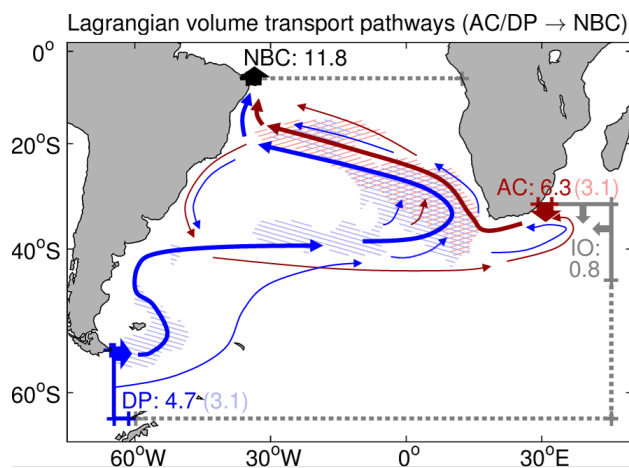 Lagrangian volume transport pathways (AC/DP → NBC)
0°
NBC: 11.8
20°S
AC: 6.3(3.1)
40°S
IO:
0.8
60°S
DP: 4.7(3.1)
60°W 30°W 0° 30°E